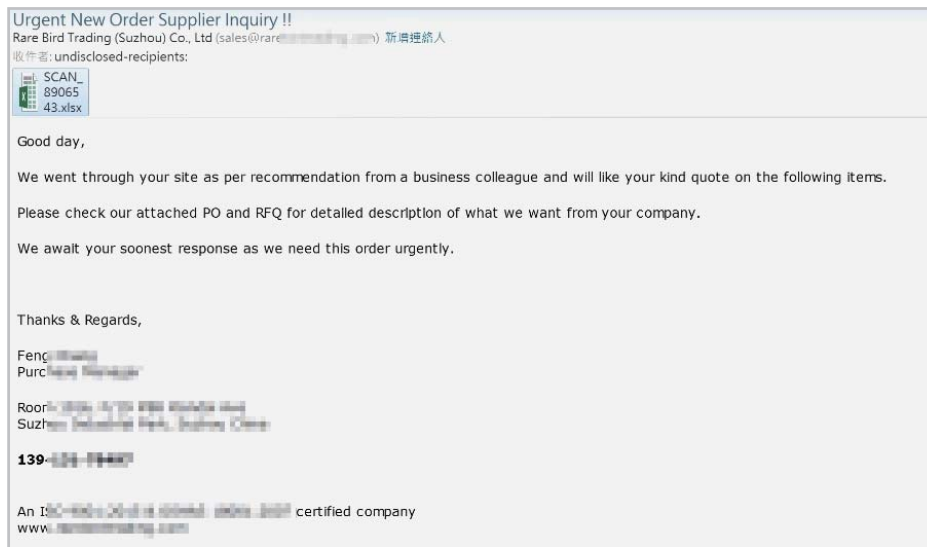 Urgent New Order Supplier Inquiry !!
Rare Bird Trading (Suzhou) Co., Ltd (sales@rare 新增連絡人
收件者: undisclosed-recipients:
SCAN_
89065
43.xlsx
Good day,
We went through your site as per recommendation from a business colleague and will like your kind quote on the following items.
Please check our attached PO and RFQ for detailed description of what we want from your company.
We await your soonest response as we need this order urgently.
Thanks & Regards,
Feng
139-
An certified company
www